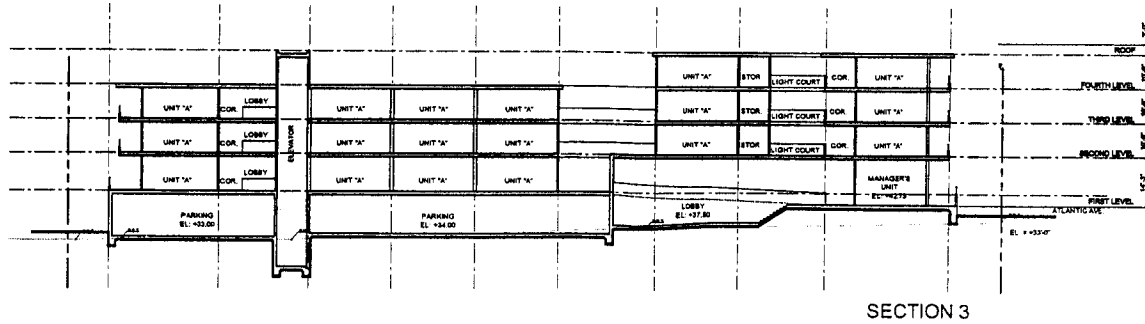 ROOF
UNIT "A" STOR. LIGHT COURT COR. UNIT "A"
FOURTH LEVEL
UNIT "A" COR. LOBBY UNIT "A" UNIT "A" UNIT "A" UNIT "A" STOR. LIGHT COURT COR. UNIT "A"
THIRD LEVEL
ELEVATOR
UNIT "A" COR. LOBBY UNIT "A" UNIT "A" UNIT "A" UNIT "A" STOR. LIGHT COURT COR. UNIT "A"
SECOND LEVEL
UNIT "A" COR. LOBBY UNIT "A" UNIT "A" UNIT "A" MANAGER'S
UNIT
FIRST LEVEL
PARKING
EL: +33.00
PARKING
EL: +34.00
LOBBY
EL: +37.50
ATLANTIC AVE.
SECTION 3